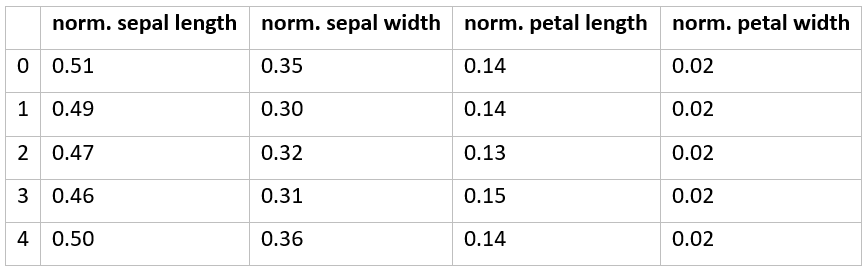 norm. sepal length norm. sepal width norm. petal length norm. petal width
0 0.51 0.35 0.14 0.02
1 0.49 0.30 0.14 0.02
2 0.47 0.32 0.13 0.02
3 0.46 0.31 0.15 0.02
4 0.50 0.36 0.14 0.02